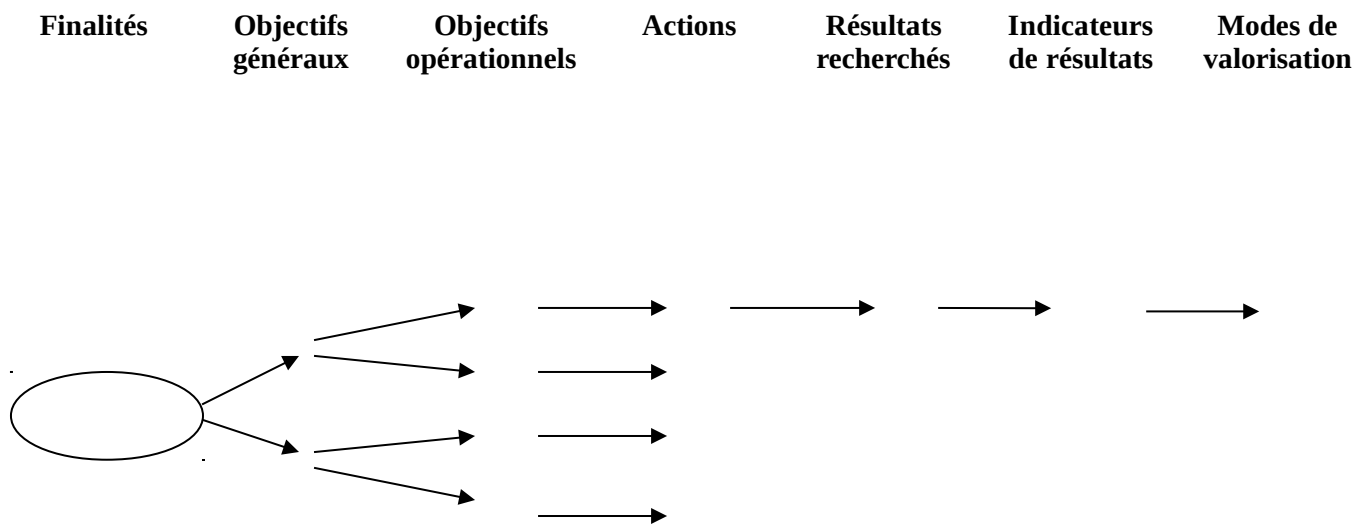 Finalités
Objectifs
généraux
Objectifs
opérationnels
Actions
Résultats
recherchés
Indicateurs
de résultats
Modes de
valorisation